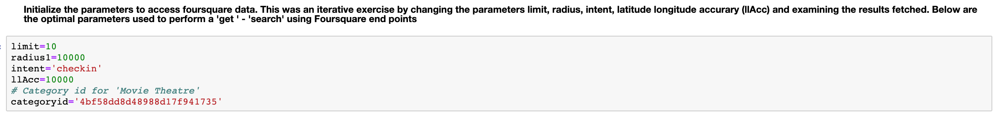 Initialize the parameters to access foursquare data. This was an iterative exercise by changing the parameters limit, radius, intent, latitude longitude accurary (llAcc) and examining the results fetched. Below are
the optimal parameters used to perform a 'get ' - 'search' using Foursquare end points
limit=10
radius1=10000
intent='checkin'
llAcc=10000
# Category id for 'Movie Theatre'
categoryid='4bf58dd8d48988d17f941735'